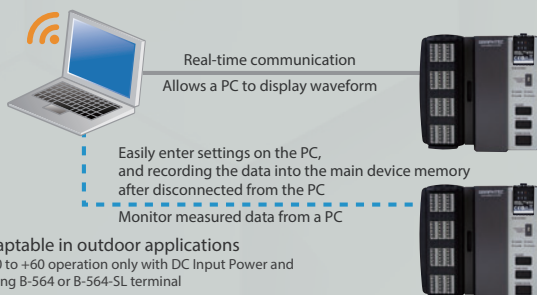 Real-time communication
Allows a PC to display waveform
Easily enter settings on the PC,
and recording the data into the main device memory
after disconnected from the PC
Monitor measured data from a PC
aptable in outdoor applications
0 to +60 operation only with DC Input Power and
ng B-564 or B-564-SL terminal